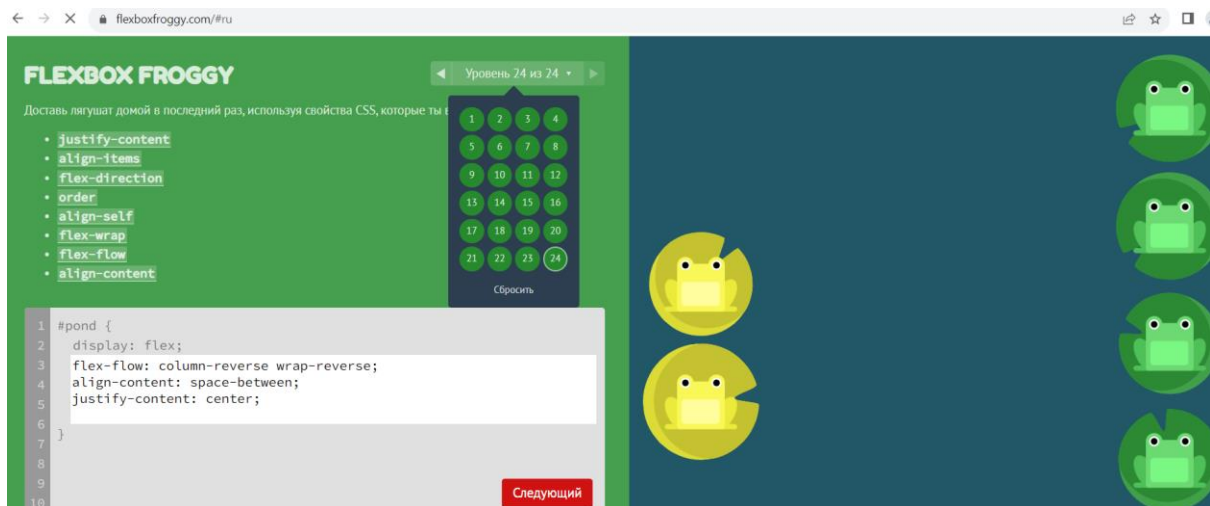 flexboxfroggy.com/#ru
FLEXBOX FROGGY
Уровень 24 из 24
Доставь лягушат домой в последний раз, используя свойства CSS, которые ты
justify-content
align-items
flex-direction
order
align-self
flex-wrap
flex-flow
align-content
1 2 3 4
5 6 7 8
9 10 11 12
13 14 15 16
17 18 19 20
21 22 23 24
Сбросить
1 #pond {
2 display: flex;
3 flex-flow: column-reverse wrap-reverse;
4 align-content: space-between;
5 justify-content: center;
6
7 }
8
9
10
Следующий